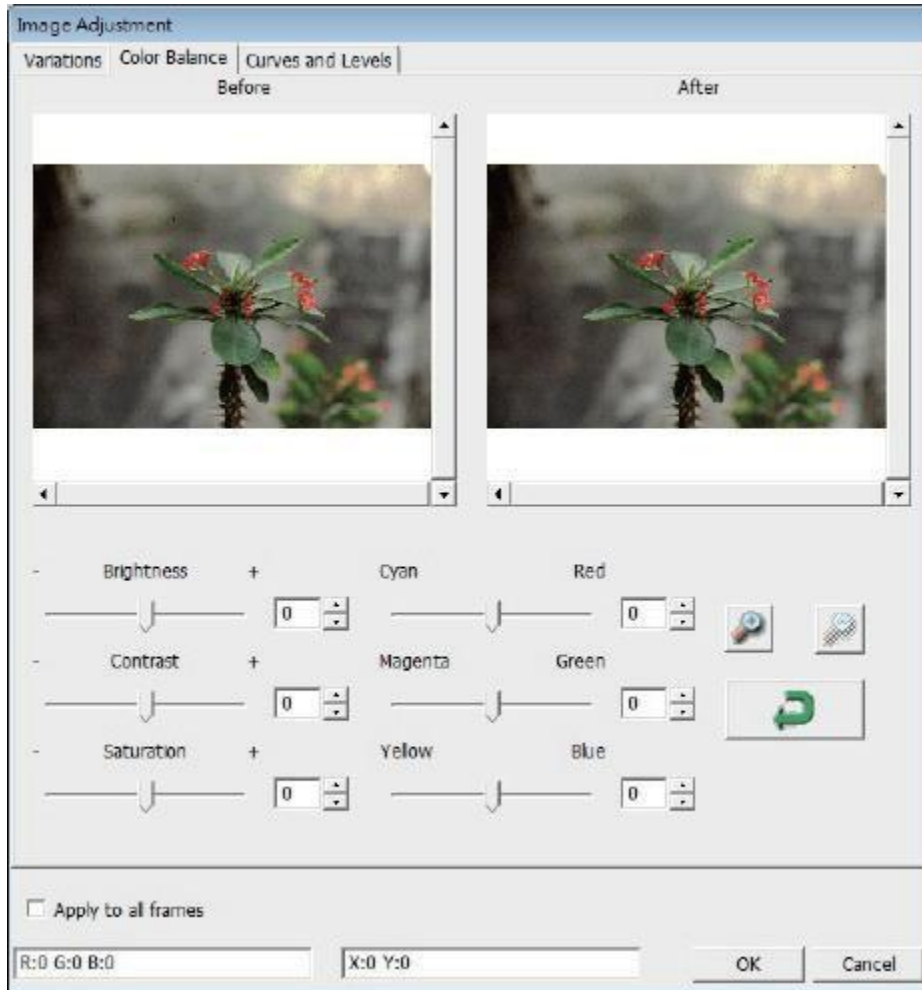 Image Adjustment
Variations Color Balance Curves and Levels
Before After
- Brightness + Cyan Red
0 0
- Contrast + Magenta Green
0 0
- Saturation + Yellow Blue
0 0
Apply to all frames
R:0 G:0 B:0 X:0 Y:0 OK Cancel